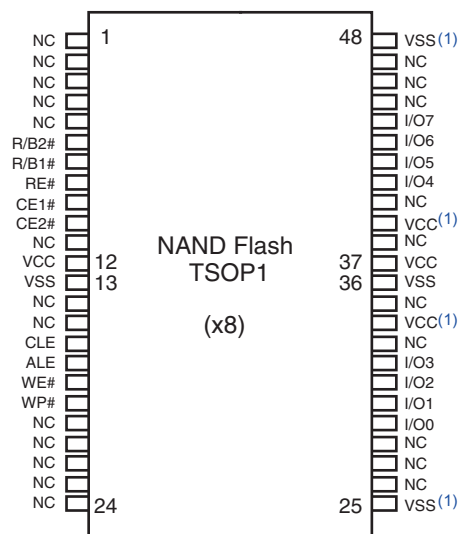 NC 1 48 VSS(1)
NC NC
NC NC
NC NC
NC I/O7
R/B2# I/O6
R/B1# I/O5
RE# I/O4
CE1# NC
CE2# VCC(1)
NC NC
VCC 12 37 VCC
VSS 13 36 VSS
NC NC
NC VCC(1)
CLE NC
ALE I/O3
WE# I/O2
WP# I/O1
NC I/O0
NC NC
NC NC
NC NC
NC 24 25 VSS(1)
NAND Flash
TSOP1
(x8)